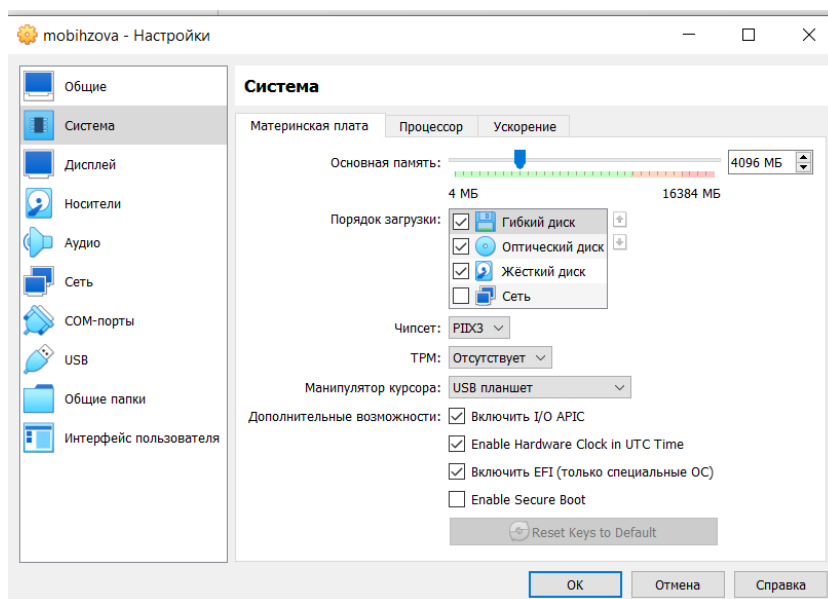 mobihzova - Настройки
Общие
Система
Дисплей
Носители
Аудио
Сеть
COM-порты
USB
Общие папки
Интерфейс пользователя
Система
Материнская плата Процессор Ускорение
Основная память: 4096 МБ
4 МБ 16384 МБ
Порядок загрузки: Гибкий диск
Оптический диск
Жёсткий диск
Сеть
Чипсет: PIIX3
TPM: Отсутствует
Манипулятор курсора: USB планшет
Дополнительные возможности: Включить I/O APIC
Enable Hardware Clock in UTC Time
Включить EFI (только специальные ОС)
Enable Secure Boot
Reset Keys to Default
OK Отмена Справка